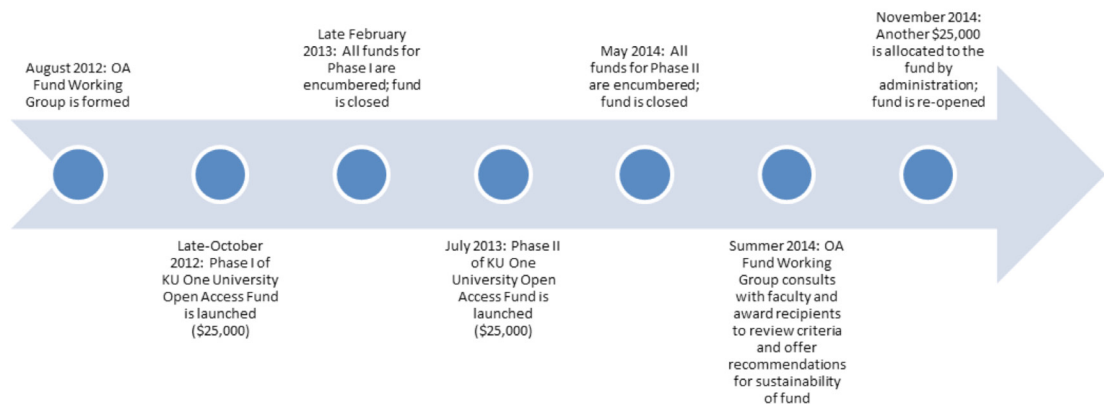 August 2012: OA
Fund Working
Group is formed
Late-October
2012: Phase I of
KU One University
Open Access Fund
is launched
($25,000)
Late February
2013: All funds for
Phase I are
encumbered; fund
is closed
July 2013: Phase II
of KU One
University Open
Access Fund is
launched
($25,000)
May 2014: All
funds for Phase II
are encumbered;
fund is closed
Summer 2014: OA
Fund Working
Group consults
with faculty and
award recipients
to review criteria
and offer
recommendations
for sustainability
of fund
November 2014:
Another $25,000
is allocated to the
fund by
administration;
fund is re-opened